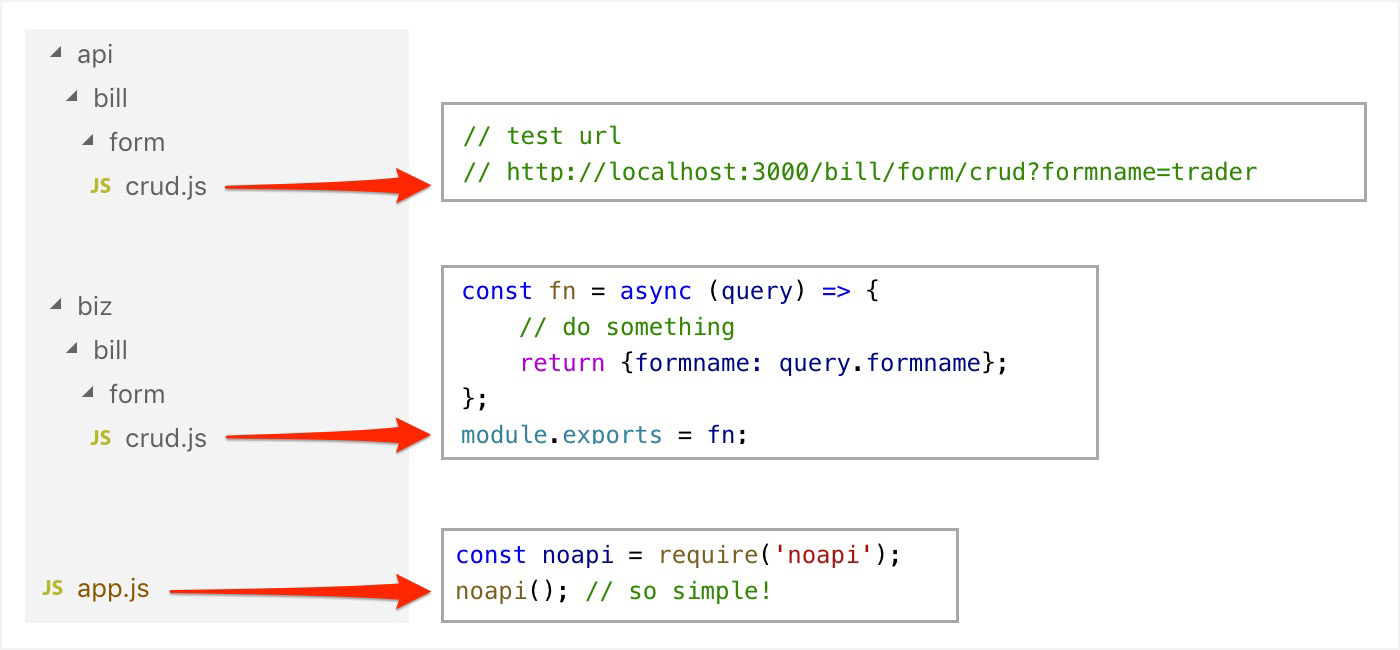 api
bill
form
JS crud.js
// test url
// http://localhost:3000/bill/form/crud?formname=trader
biz
bill
form
JS crud.js
const fn = async (query) => {
// do something
return {formname: query.formname};
};
module.exports = fn;
JS app.js
const noapi = require('noapi');
noapi(); // so simple!